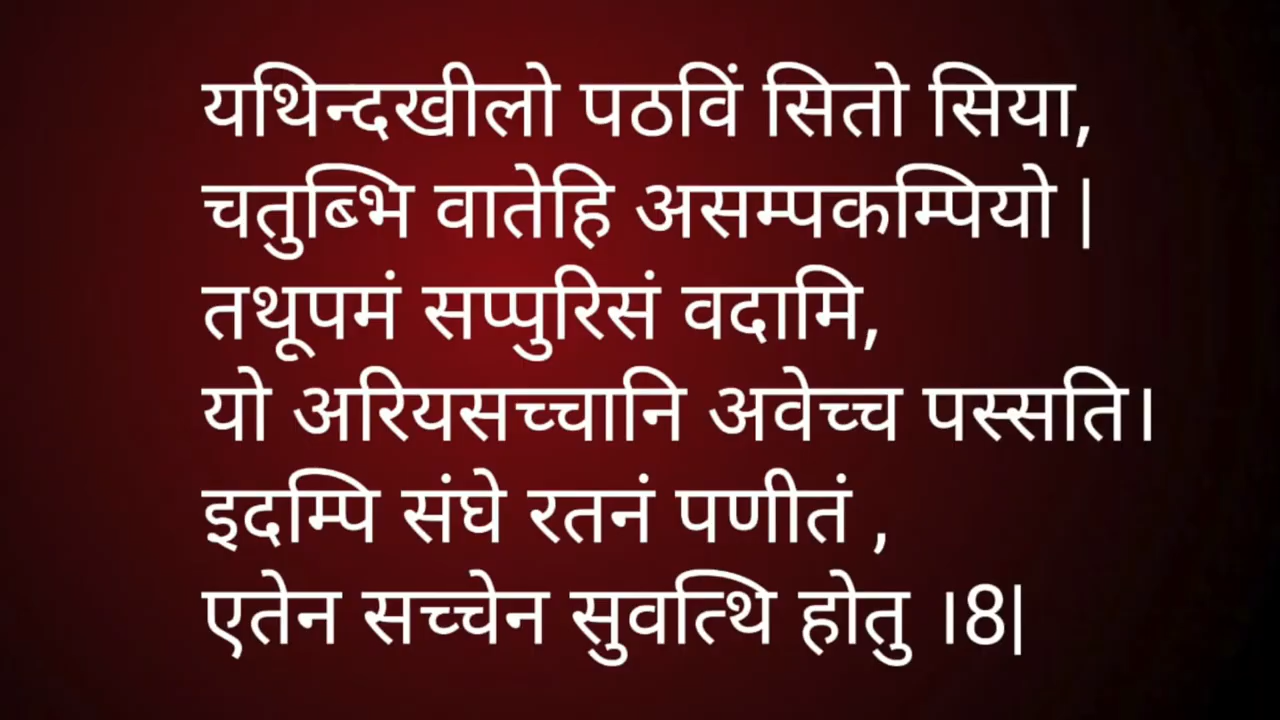 यथिन्दखीलो पठविं सितो सिया,
चतुब्भि वातेहि असम्पकम्पियो |
तथूपमं सप्पुरिसं वदामि,
यो अरियसच्चानि अवेच्च पस्सति।
इदम्पि संघे रतनं पणीतं ,
एतेन सच्चेन सुवत्थि होतु ।8|